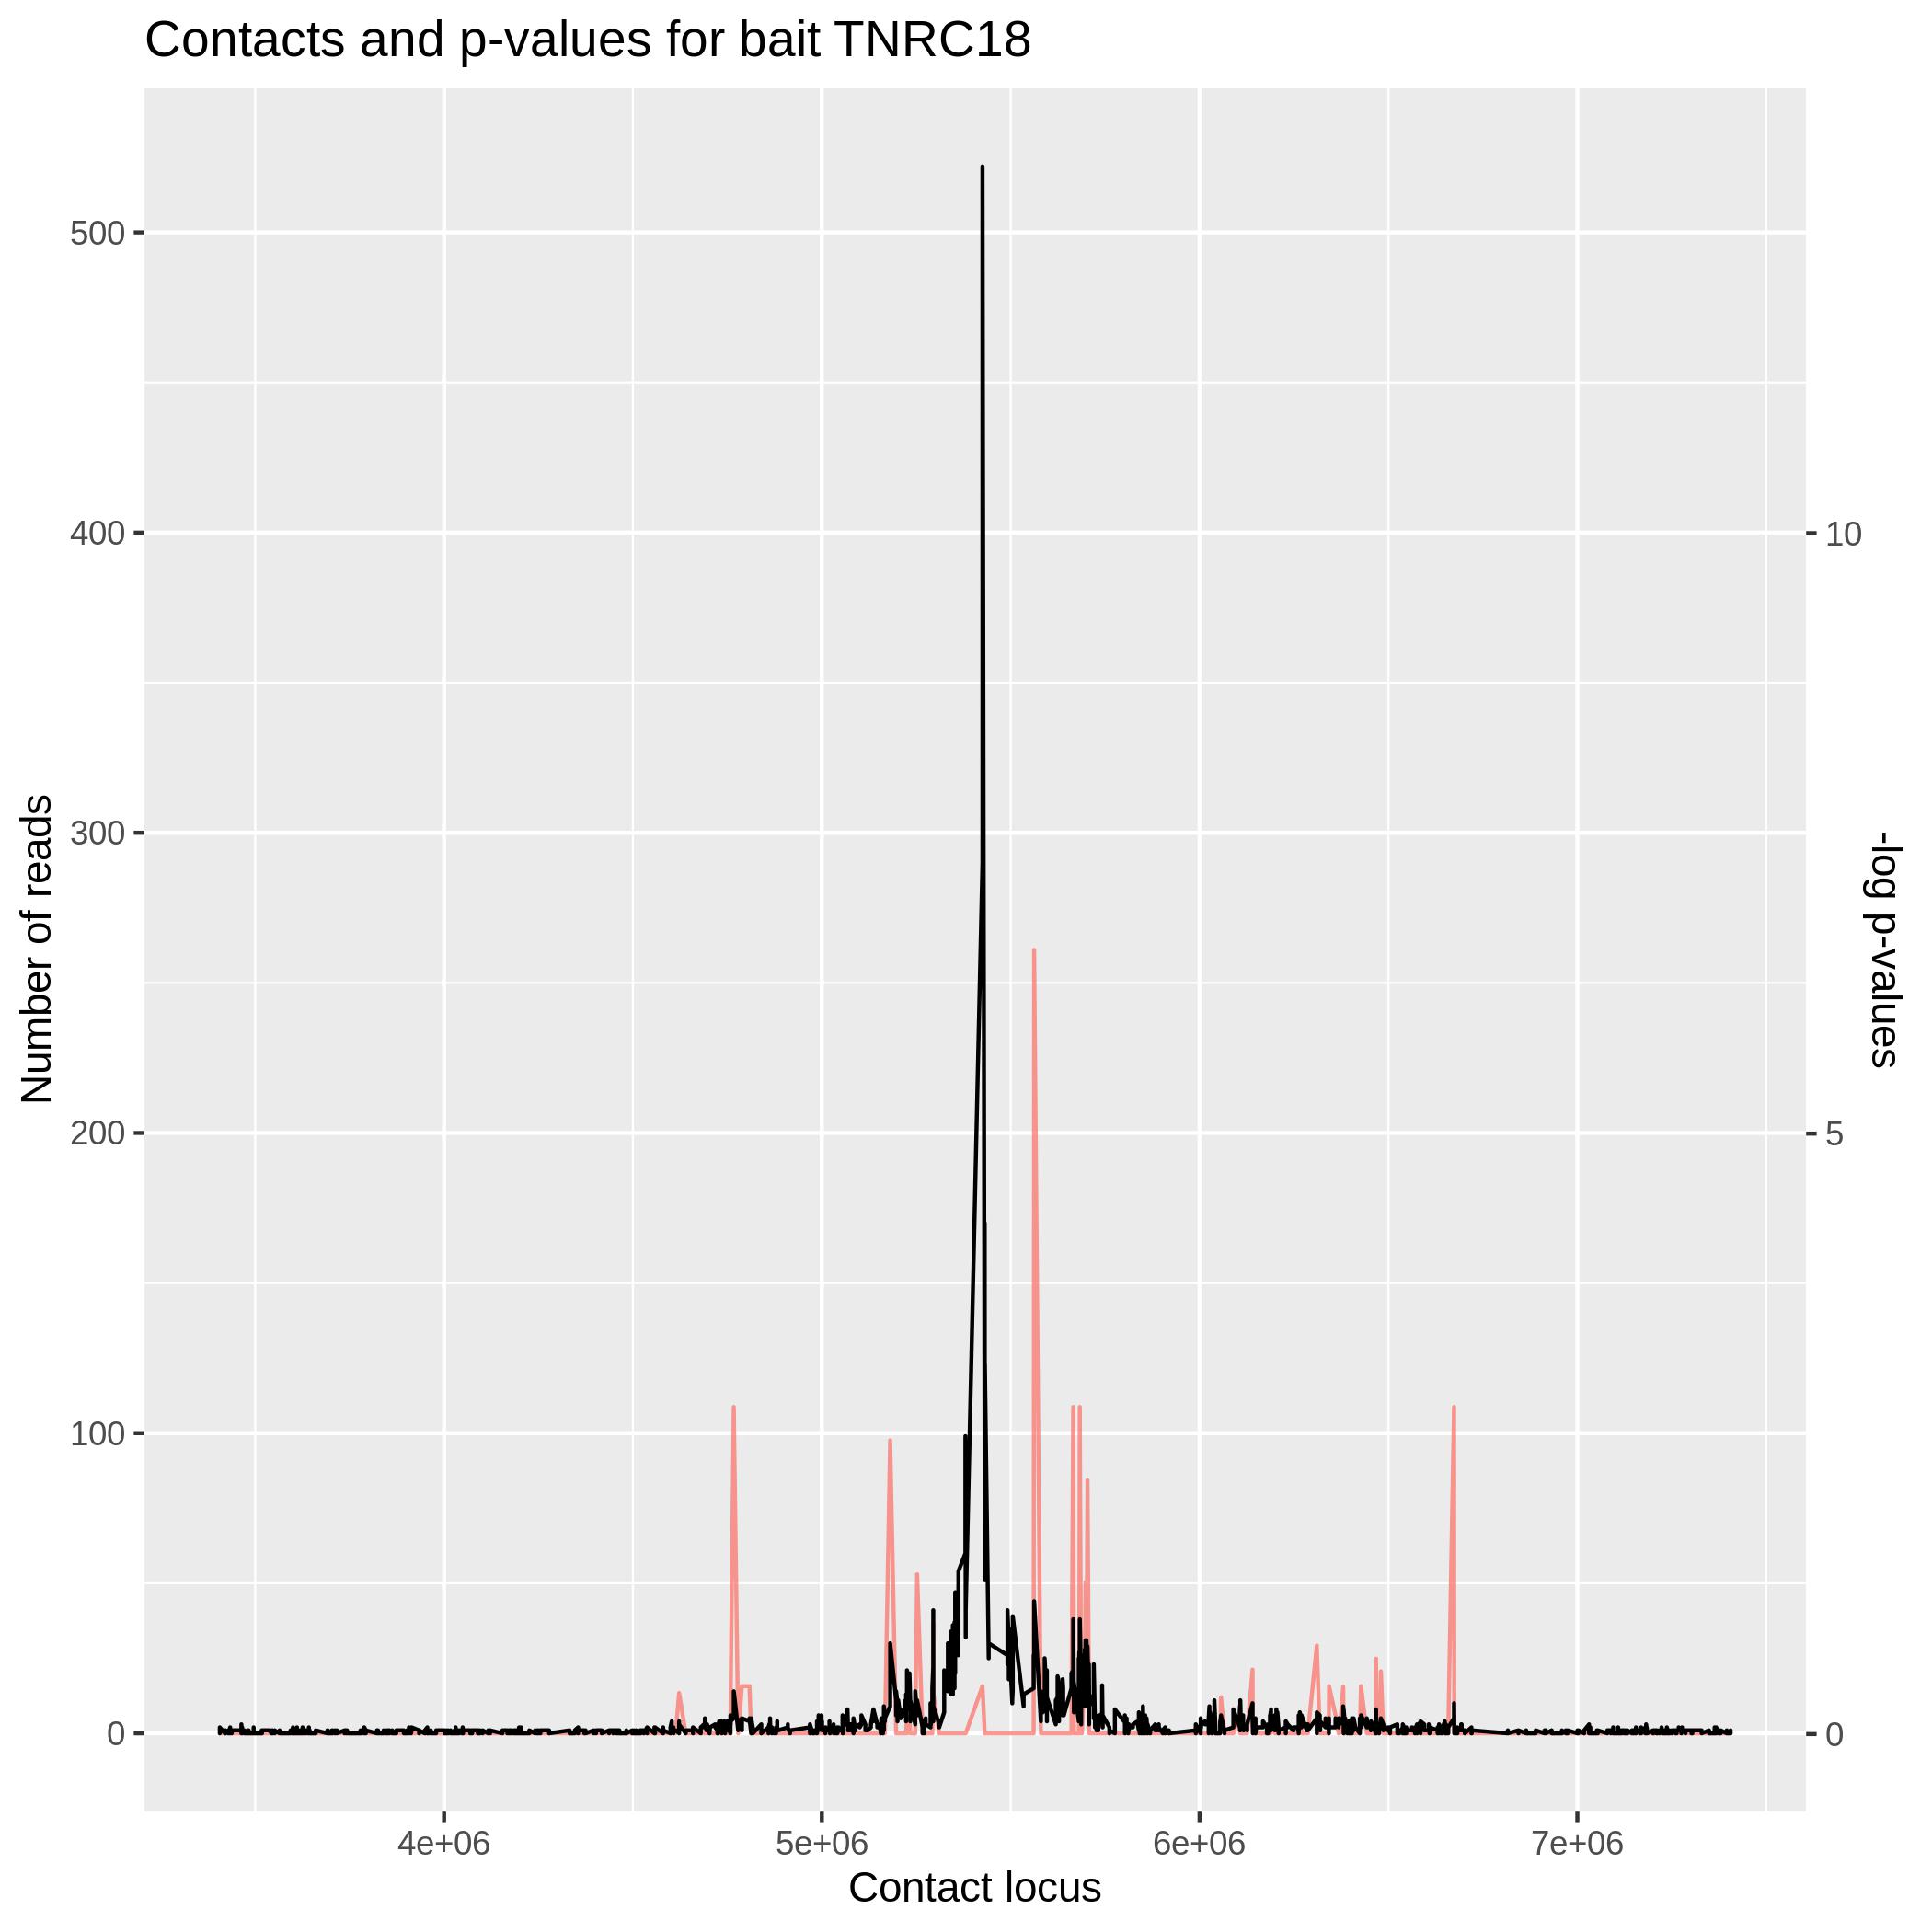 Contacts and p-values for bait TNRC18
Number of reads
500
400
300
200
100
0
10
5
0
-log p-values
4e+06
5e+06
6e+06
7e+06
Contact locus